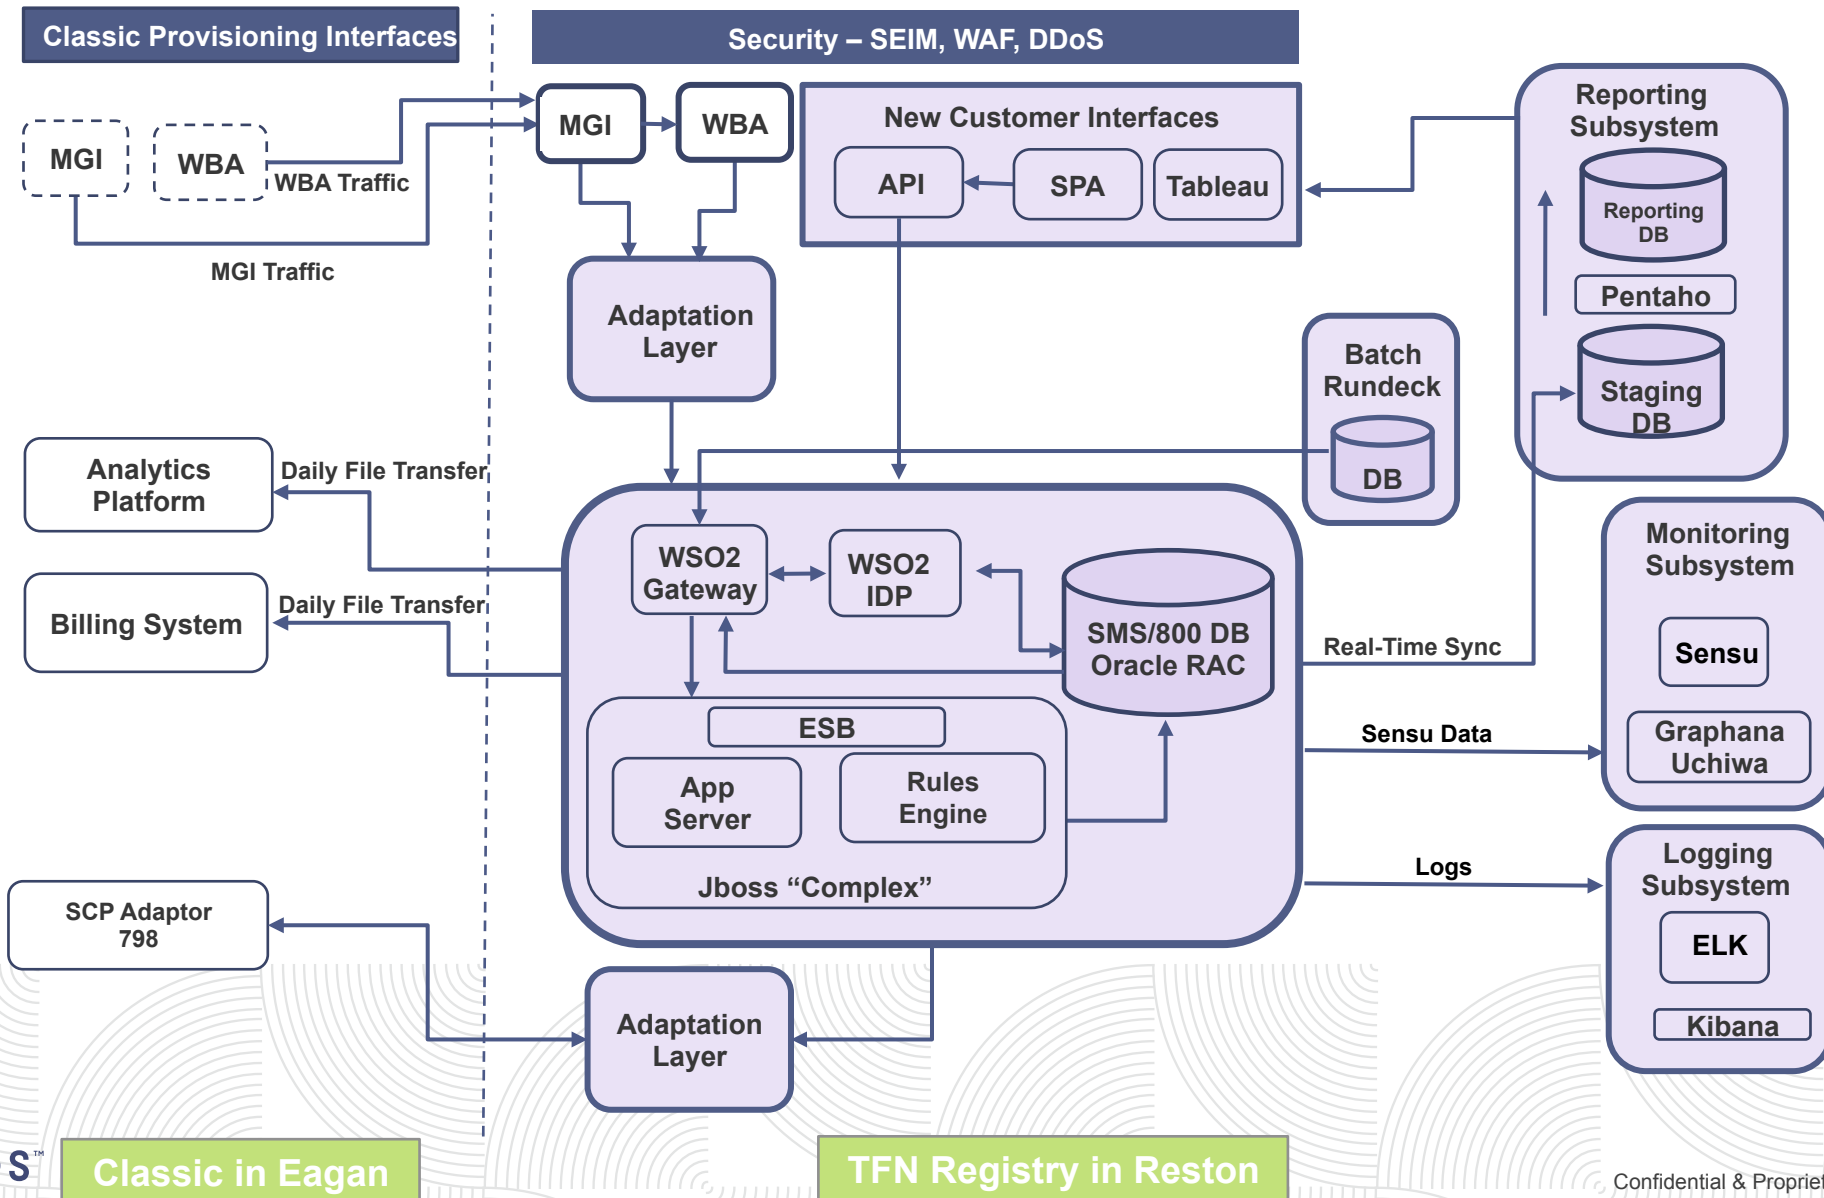 Classic Provisioning Interfaces
Security – SEIM, WAF, DDoS
MGI
WBA
WBA Traffic
MGI Traffic
MGI
WBA
New Customer Interfaces
API
SPA
Tableau
Reporting
Subsystem
Reporting
DB
Pentaho
Staging
DB
Adaptation
Layer
Batch
Rundeck
DB
Analytics
Platform
Daily File Transfer
Billing System
Daily File Transfer
WSO2
Gateway
WSO2
IDP
SMS/800 DB
Oracle RAC
Real-Time Sync
Monitoring
Subsystem
Sensu
Graphana
Uchiwa
Sensu Data
ESB
App
Server
Rules
Engine
Jboss “Complex”
Logs
Logging
Subsystem
ELK
Kibana
SCP Adaptor
798
Adaptation
Layer
S™
Classic in Eagan
TFN Registry in Reston
Confidential &